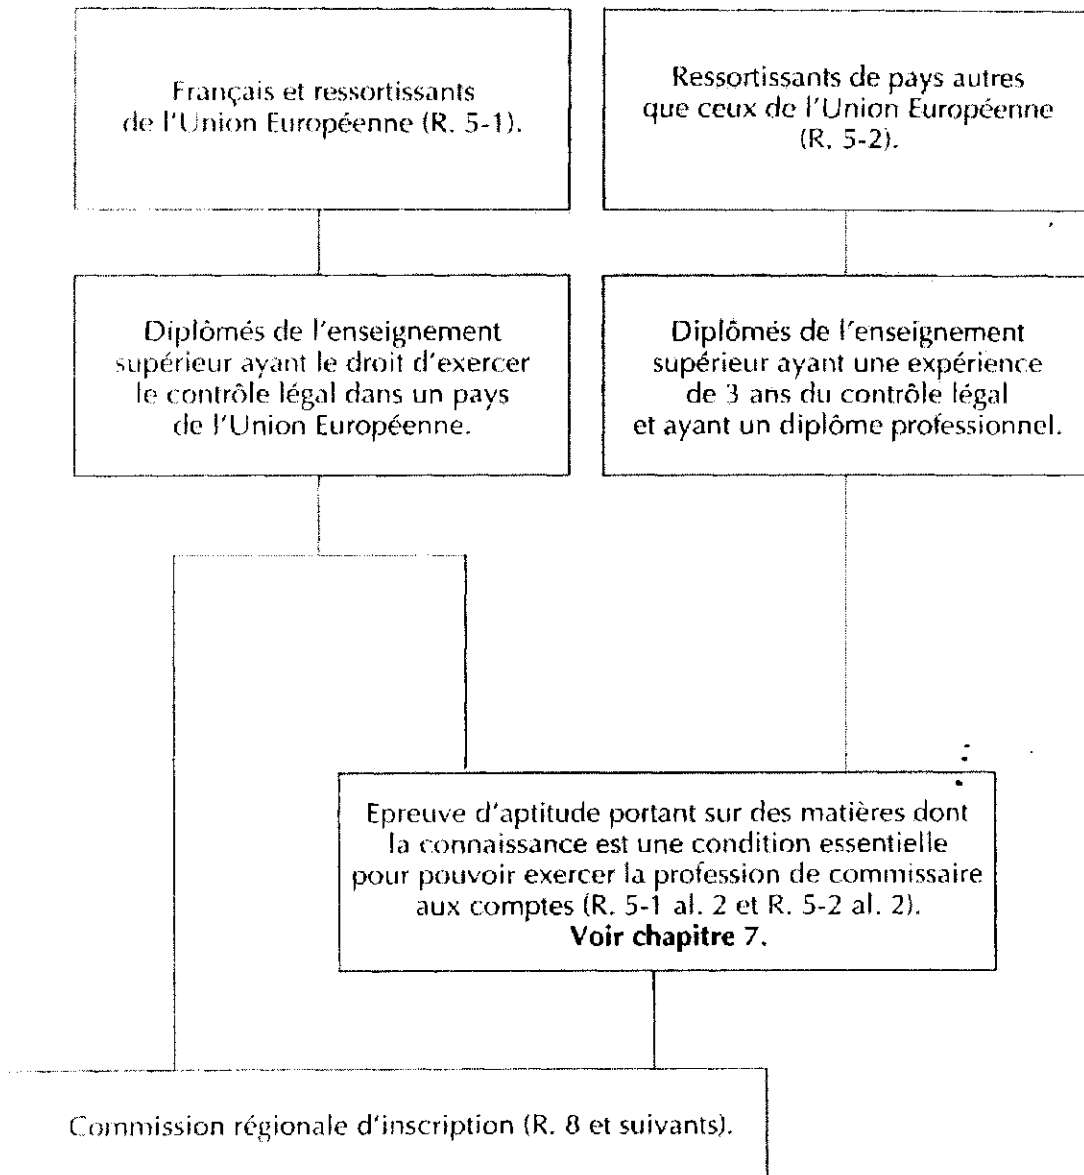 Français et ressortissants
de l'Union Européenne (R. 5-1).
Ressortissants de pays autres
que ceux de l'Union Européenne
(R. 5-2).
Diplômés de l'enseignement
supérieur ayant le droit d'exercer
le contrôle légal dans un pays
de l'Union Européenne.
Diplômés de l'enseignement
supérieur ayant une expérience
de 3 ans du contrôle légal
et ayant un diplôme professionnel.
Epreuve d'aptitude portant sur des matières dont
la connaissance est une condition essentielle
pour pouvoir exercer la profession de commissaire
aux comptes (R. 5-1 al. 2 et R. 5-2 al. 2).
Voir chapitre 7.
Commission régionale d'inscription (R. 8 et suivants).